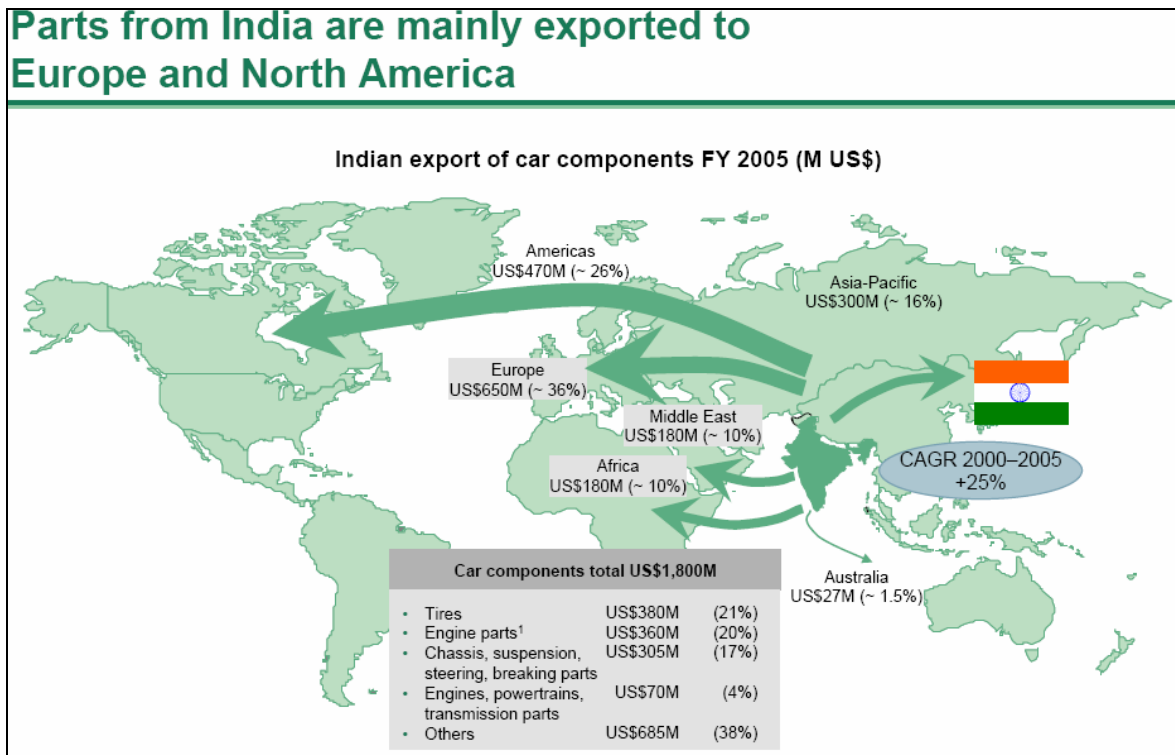 Parts from India are mainly exported to
Europe and North America
Indian export of car components FY 2005 (M US$)
Americas
US$470M (~ 26%)
Asia-Pacific
US$300M (~ 16%)
Europe
US$650M (~ 36%)
Middle East
US$180M (~ 10%)
Africa
US$180M (~ 10%)
CAGR 2000–2005
+25%
Australia
US$27M (~ 1.5%)
Car components total US$1,800M
• Tires US$380M (21%)
• Engine parts¹ US$360M (20%)
• Chassis, suspension, US$305M (17%)
steering, breaking parts
• Engines, powertrains, US$70M (4%)
transmission parts
• Others US$685M (38%)